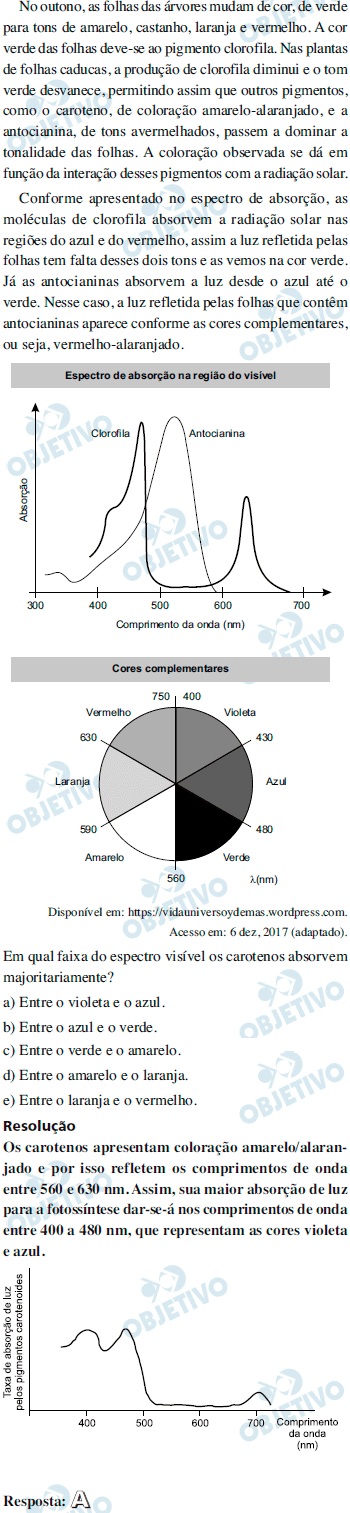 No outono, as folhas das árvores mudam de cor, de verde
para tons de amarelo, castanho, laranja e vermelho. A cor
verde das folhas deve-se ao pigmento clorofila. Nas plantas
de folhas caducas, a produção de clorofila diminui e o tom
verde desvanece, permitindo assim que outros pigmentos,
como o caroteno, de coloração amarelo-alaranjado, e a
antocianina, de tons avermelhados, passem a dominar a
tonalidade das folhas. A coloração observada se dá em
função da interação desses pigmentos com a radiação solar.
Conforme apresentado no espectro de absorção, as
moléculas de clorofila absorvem a radiação solar nas
regiões do azul e do vermelho, assim a luz refletida pelas
folhas tem falta desses dois tons e as vemos na cor verde.
Já as antocianinas absorvem a luz desde o azul até o
verde. Nesse caso, a luz refletida pelas folhas que contêm
antocianinas aparece conforme as cores complementares,
ou seja, vermelho-alaranjado.
Espectro de absorção na região do visível
Clorofila
Antocianina
Absorção
300 400 500 600 700
Comprimento da onda (nm)
Cores complementares
750 400
Vermelho Violeta
630 430
Laranja Azul
590 480
Amarelo Verde
560 λ(nm)
Disponível em: https://vidauniversoydemas.wordpress.com.
Acesso em: 6 dez, 2017 (adaptado).
Em qual faixa do espectro visível os carotenos absorvem
majoritariamente?
a) Entre o violeta e o azul.
b) Entre o azul e o verde.
c) Entre o verde e o amarelo.
d) Entre o amarelo e o laranja.
e) Entre o laranja e o vermelho.
Resolução
Os carotenos apresentam coloração amarelo/alaran-
jado e por isso refletem os comprimentos de onda
entre 560 e 630 nm. Assim, sua maior absorção de luz
para a fotossíntese dar-se-á nos comprimentos de onda
entre 400 a 480 nm, que representam as cores violeta
e azul.
Taxa de absorção de luz
pelos pigmentos carotenoides
400 500 600 700
Comprimento
da onda
(nm)
Resposta: A
OBJETIVO